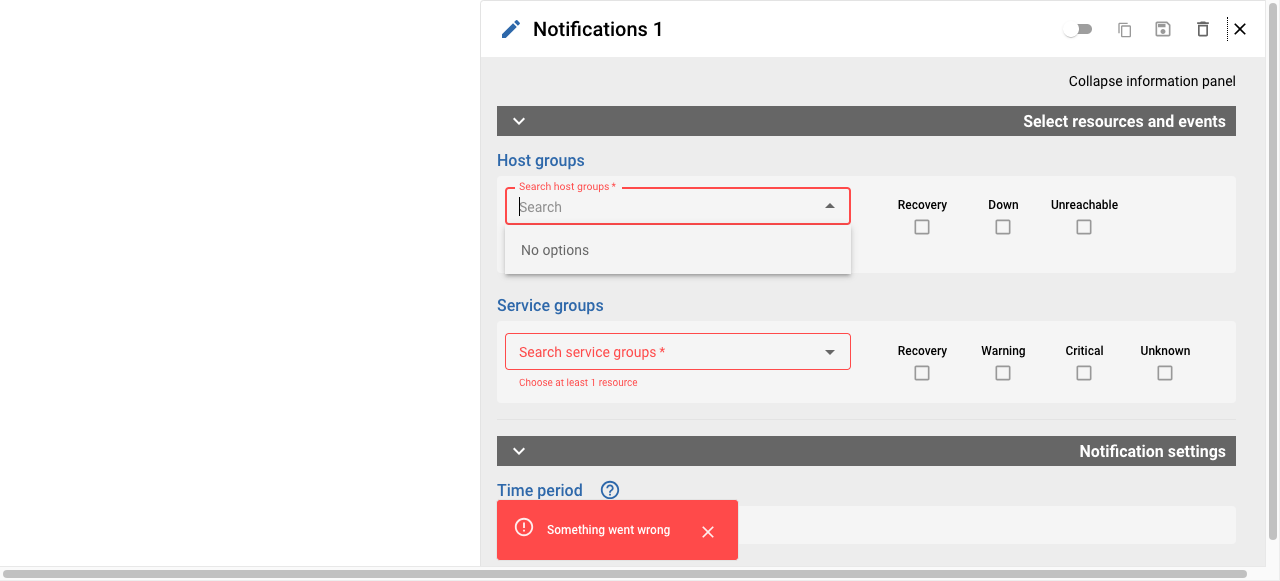 Notifications 1
Collapse information panel
Select resources and events
Host groups
Search host groups *
Search
No options
Recovery Down Unreachable
Service groups
Search service groups *
Choose at least 1 resource
Recovery Warning Critical Unknown
Notification settings
Time period
Something went wrong